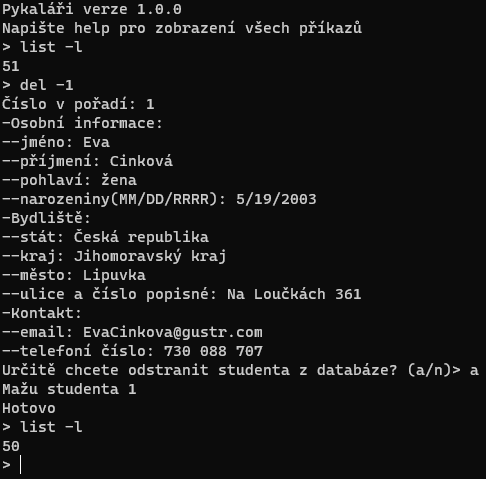 Pykaláři verze 1.0.0
Napište help pro zobrazení všech příkazů
> list -l
51
> del -1
Číslo v pořadí: 1
-Osobní informace:
--jméno: Eva
--příjmení: Cinková
--pohlaví: žena
--narozeniny(MM/DD/RRRR): 5/19/2003
-Bydliště:
--stát: Česká republika
--kraj: Jihomoravský kraj
--město: Lipuvka
--ulice a číslo popisné: Na Loučkách 361
-Kontakt:
--email: EvaCinkova@gustr.com
--telefoní číslo: 730 088 707
Určitě chcete odstranit studenta z databáze? (a/n)> a
Mažu studenta 1
Hotovo
> list -l
50
>